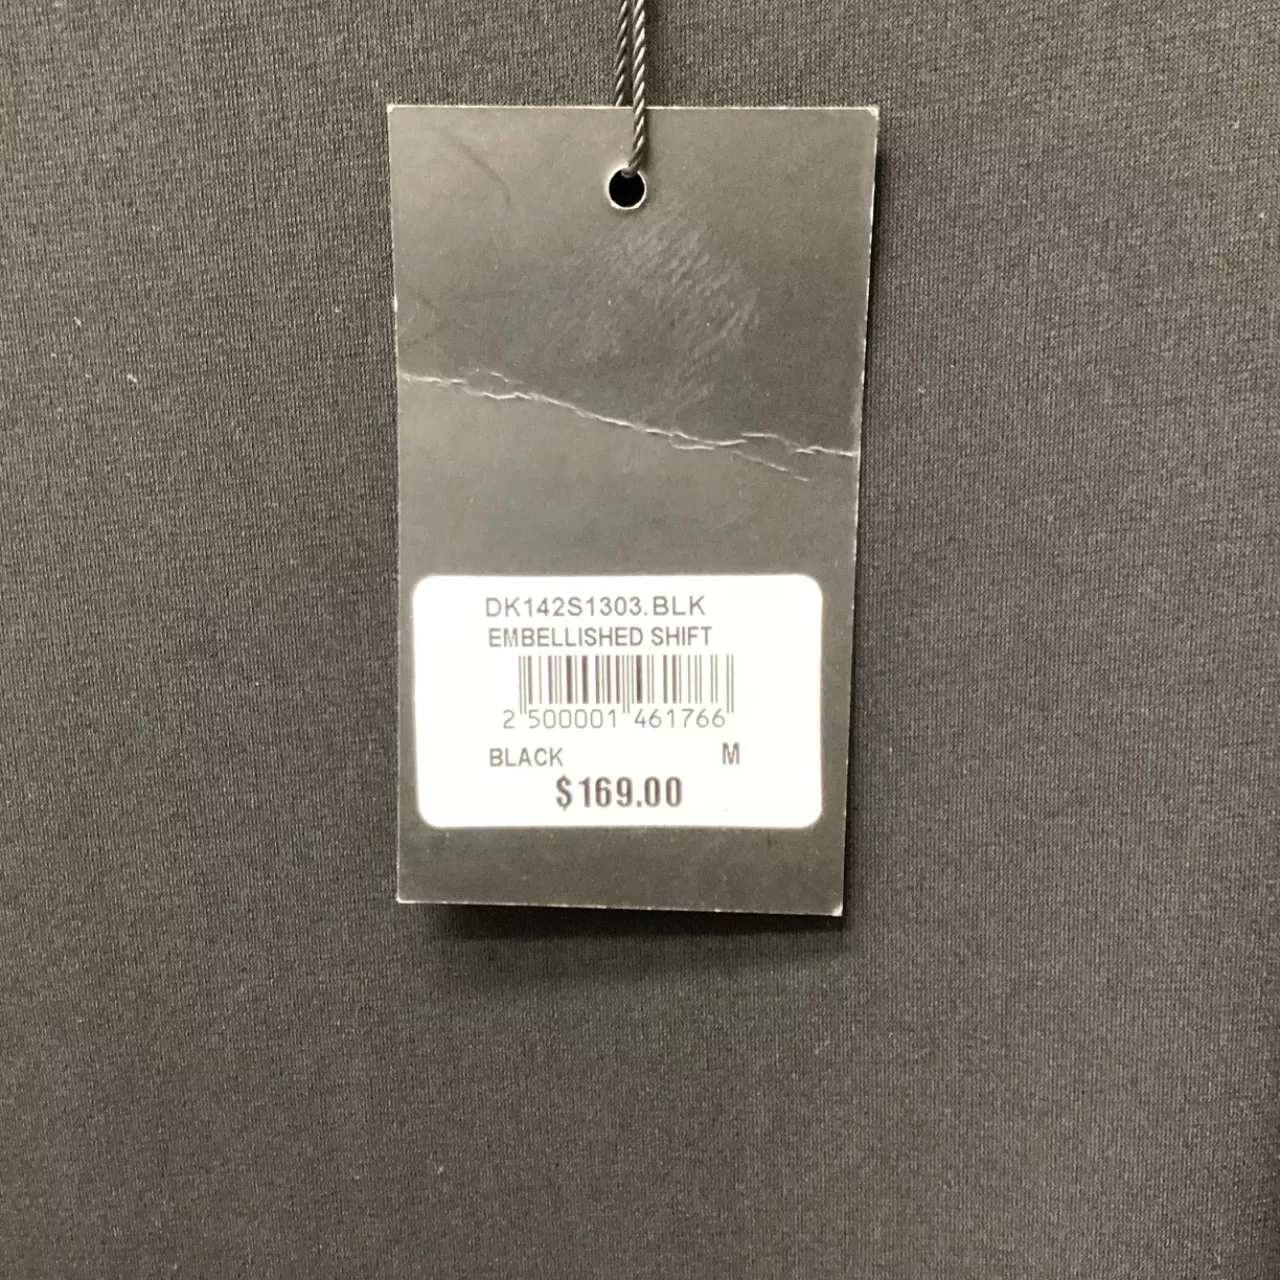 DK142S1303.BLK
EMBELLISHED SHIFT
2 500001 461766
BLACK M
$169.00